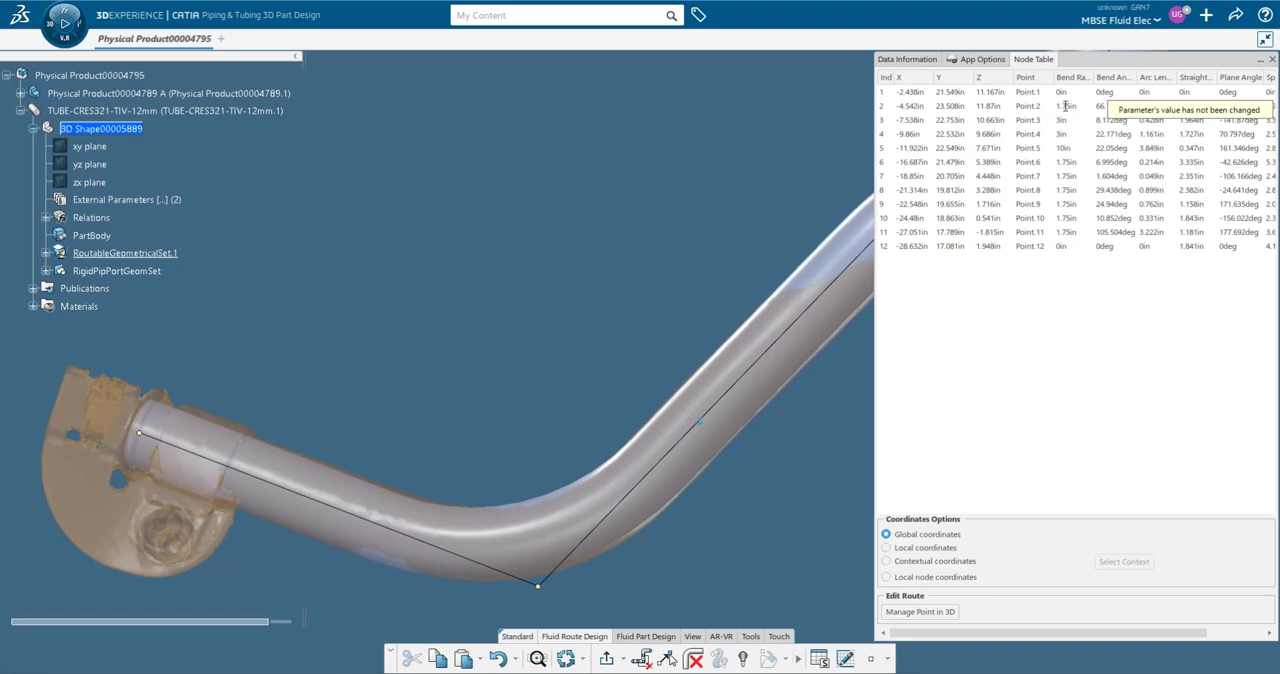 unknown GAN7
3DEXPERIENCE | CATIA Piping & Tubing 3D Part Design
My Content
MBSE Fluid Elec
UG
3D
V.R
Physical Product00004795 +
Data Information App Options Node Table
Physical Product00004795
Physical Product00004789 A (Physical Product00004789.1)
TUBE-CRES321-TIV-12mm (TUBE-CRES321-TIV-12mm.1)
3D Shape00005889
xy plane
yz plane
zx plane
External Parameters [...] (2)
Relations
PartBody
RoutableGeometricalSet.1
RigidPipPortGeomSet
Publications
Materials
Ind X Y Z Point Bend Ra... Bend An... Arc Len... Straight... Plane Angle Sp
1 -2.438in 21.549in 11.167in Point.1 0in 0deg 0in 0in 0deg 0in
2 -4.542in 23.508in 11.87in Point.2 66.
Parameter's value has not been changed
3 -7.538in 22.753in 10.663in Point.3 3in 8.172deg 0.428in 1.964in -141.87deg
4 -9.86in 22.532in 9.686in Point.4 3in 22.171deg 1.161in 1.727in 70.797deg
5 -11.922in 22.549in 7.671in Point.5 10in 22.05deg 3.849in 0.347in 161.346deg
6 -16.687in 21.479in 5.389in Point.6 1.75in 6.995deg 0.214in 3.335in -42.626deg
7 -18.85in 20.705in 4.448in Point.7 1.75in 1.604deg 0.049in 2.351in -106.166deg
8 -21.314in 19.812in 3.288in Point.8 1.75in 29.438deg 0.899in 2.382in -24.641deg
9 -22.548in 19.655in 1.716in Point.9 1.75in 24.94deg 0.762in 1.158in 171.635deg
10 -24.48in 18.863in 0.541in Point.10 1.75in 10.852deg 0.331in 1.843in -156.022deg
11 -27.051in 17.789in -1.815in Point.11 1.75in 105.504deg 3.222in 1.181in 177.692deg
12 -28.632in 17.081in 1.948in Point.12 0in 0deg 0in 1.841in 0deg
Coordinates Options
Global coordinates
Local coordinates
Contextual coordinates
Select Context
Local node coordinates
Edit Route
Manage Point in 3D
Standard Fluid Route Design Fluid Part Design View AR-VR Tools Touch